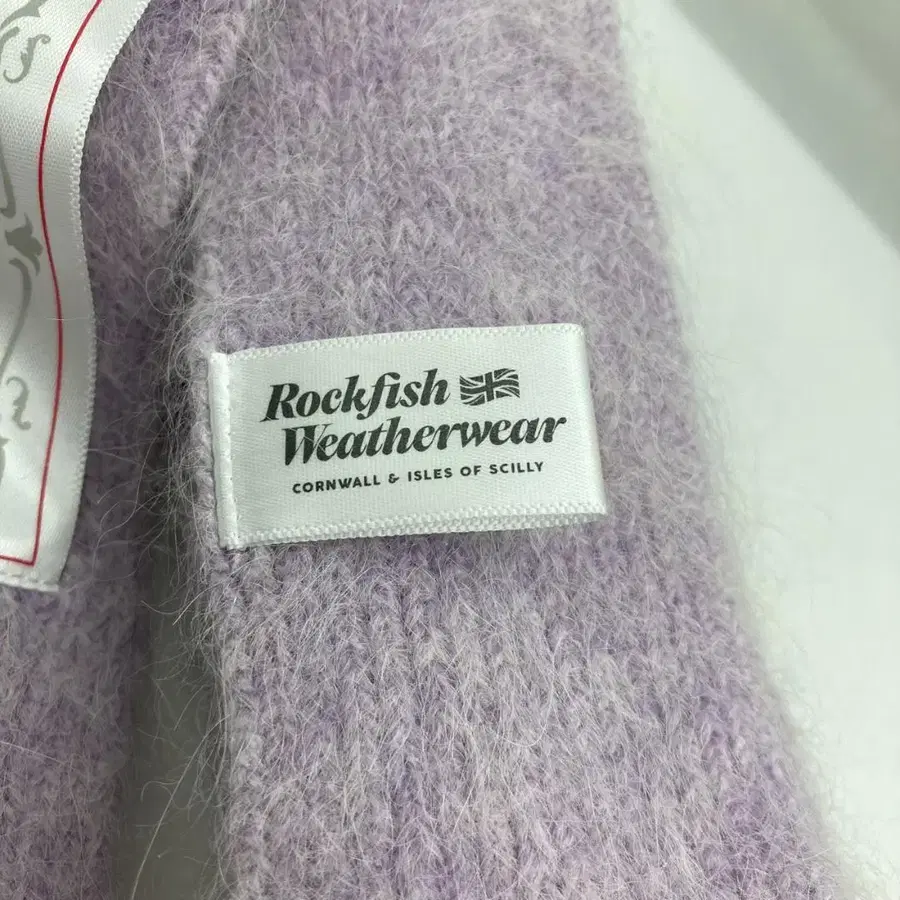 Rockfish
Weatherwear
CORNWALL & ISLES OF SCILLY